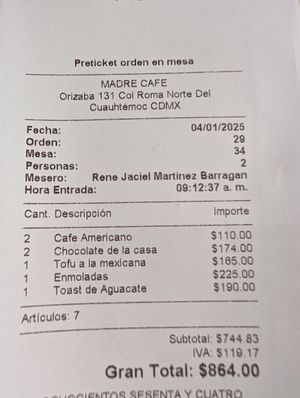 Preticket orden en mesa
MADRE CAFE
Orizaba 131 Col Roma Norte Del
Cuauhtémoc CDMX
Fecha: 04/01/2025
Orden: 29
Mesa: 34
Personas: 2
Mesero: Rene Jaciel Martinez Barragan
Hora Entrada: 09:12:37 a. m.
Cant. Descripción Importe
2 Cafe Americano $110.00
2 Chocolate de la casa $174.00
1 Tofu a la mexicana $165.00
1 Enmoladas $225.00
1 Toast de Aguacate $190.00
Artículos: 7
Subtotal: $744.83
IVA: $119.17
Gran Total: $864.00
OCHOCIENTOS SESENTA Y CUATRO